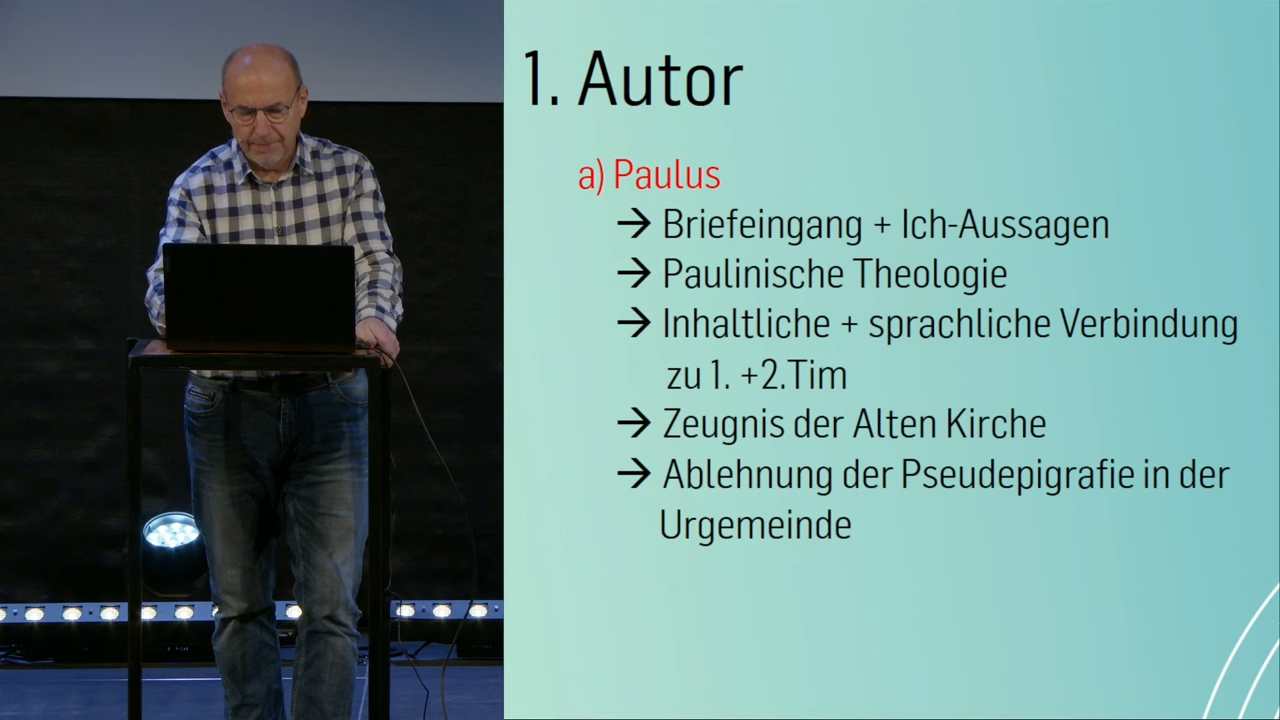 1. Autor
a) Paulus
→ Briefeingang + Ich-Aussagen
→ Paulinische Theologie
→ Inhaltliche + sprachliche Verbindung
zu 1. +2.Tim
→ Zeugnis der Alten Kirche
→ Ablehnung der Pseudepigrafie in der
Urgemeinde